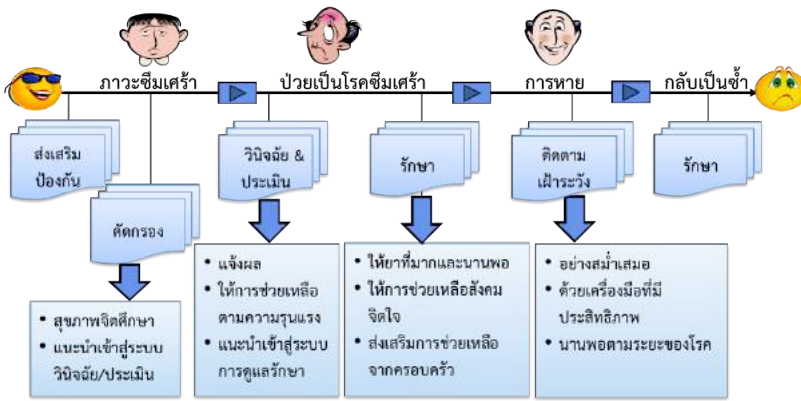 ภาวะซึมเศร้า
ป่วยเป็นโรคซึมเศร้า
การหาย
กลับเป็นซ้ำ
ส่งเสริม
ป้องกัน
คัดกรอง
วินิจฉัย &
ประเมิน
รักษา
ติดตาม
เฝ้าระวัง
รักษา
• สุขภาพจิตศึกษา
• แนะนำเข้าสู่ระบบ
วินิจฉัย/ประเมิน
• แจ้งผล
• ให้การช่วยเหลือ
ตามความรุนแรง
• แนะนำเข้าสู่ระบบ
การดูแลรักษา
• ให้ยาที่มากและนานพอ
• ให้การช่วยเหลือสังคม
จิตใจ
• ส่งเสริมการช่วยเหลือ
จากครอบครัว
• อย่างสม่ำเสมอ
• ด้วยเครื่องมือที่มี
ประสิทธิภาพ
• นานพอตามระยะของโรค